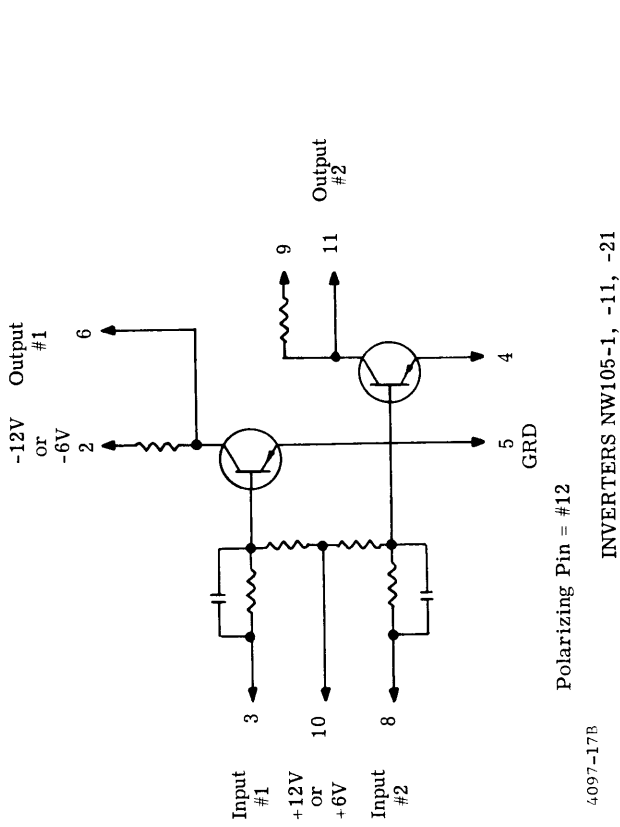 -12V
or
-6V
2
Output
#1
6
9
11
Output
#2
Input
#1
3
+12V
or
+6V
10
Input
#2
8
5
GRD
4
Polarizing Pin = #12
INVERTERS NW105-1, -11, -21
4097-17B